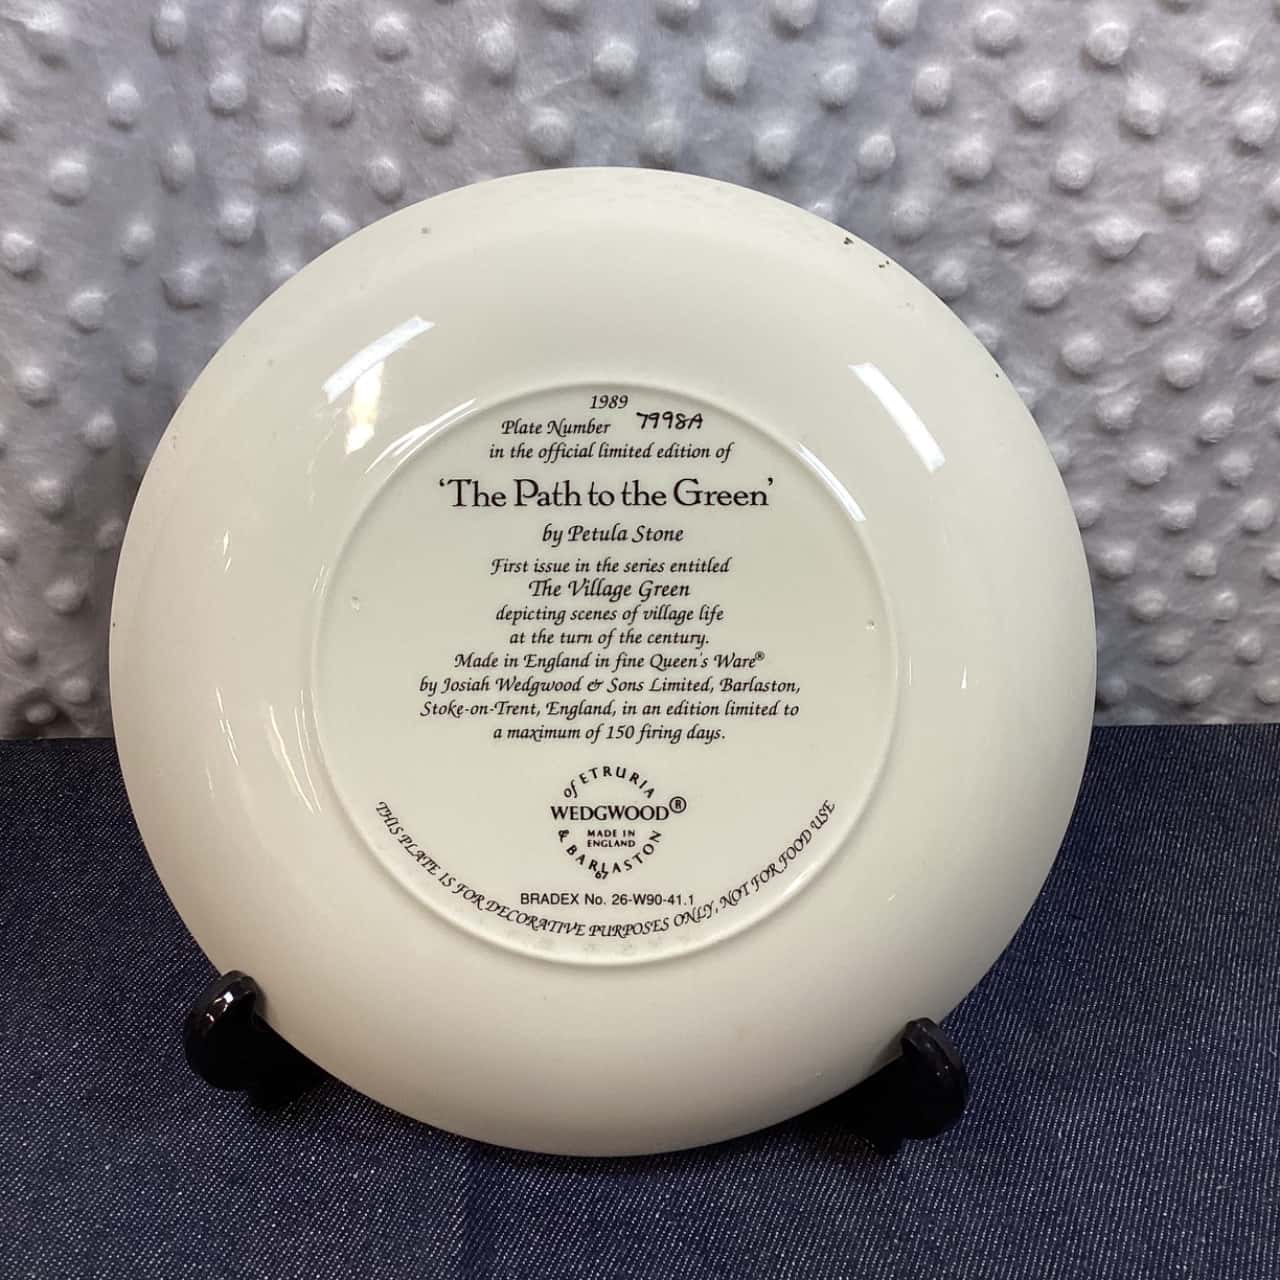 1989
Plate Number 7998A
in the official limited edition of
‘The Path to the Green’
by Petula Stone
First issue in the series entitled
The Village Green
depicting scenes of village life
at the turn of the century.
Made in England in fine Queen's Ware®
by Josiah Wedgwood & Sons Limited, Barlaston,
Stoke-on-Trent, England, in an edition limited to
a maximum of 150 firing days.
of ETRURIA
WEDGWOOD®
MADE IN
ENGLAND
& BARLASTON
67
BRADEX No. 26-W90-41.1
THIS PLATE IS FOR DECORATIVE PURPOSES ONLY, NOT FOR FOOD USE